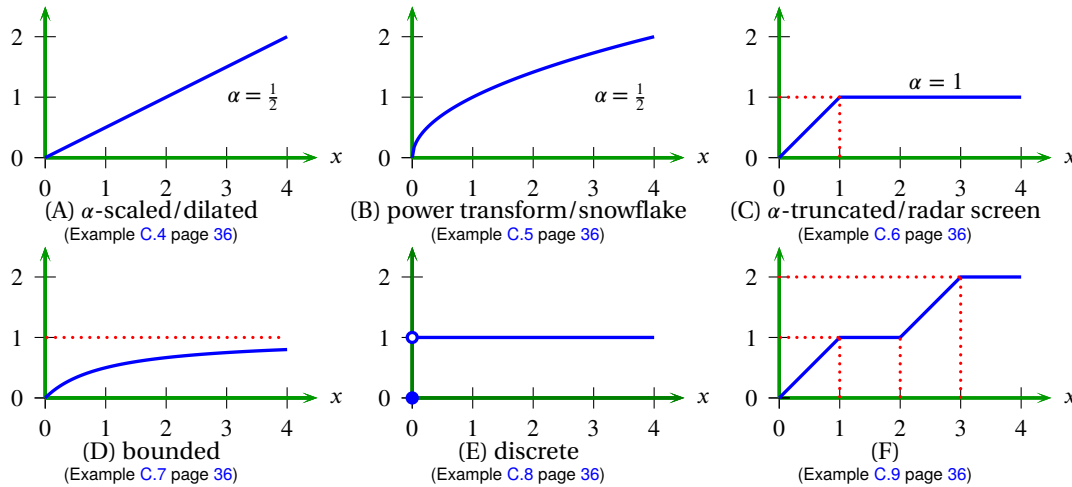 2
1
0
α = 1/2
x
0 1 2 3 4
(A) α-scaled/dilated
(Example C.4 page 36)
2
1
0
α = 1/2
x
0 1 2 3 4
(B) power transform/snowflake
(Example C.5 page 36)
2
1
0
α = 1
x
0 1 2 3 4
(C) α-truncated/radar screen
(Example C.6 page 36)
2
1
0
x
0 1 2 3 4
(D) bounded
(Example C.7 page 36)
2
1
0
x
0 1 2 3 4
(E) discrete
(Example C.8 page 36)
2
1
0
x
0 1 2 3 4
(F)
(Example C.9 page 36)